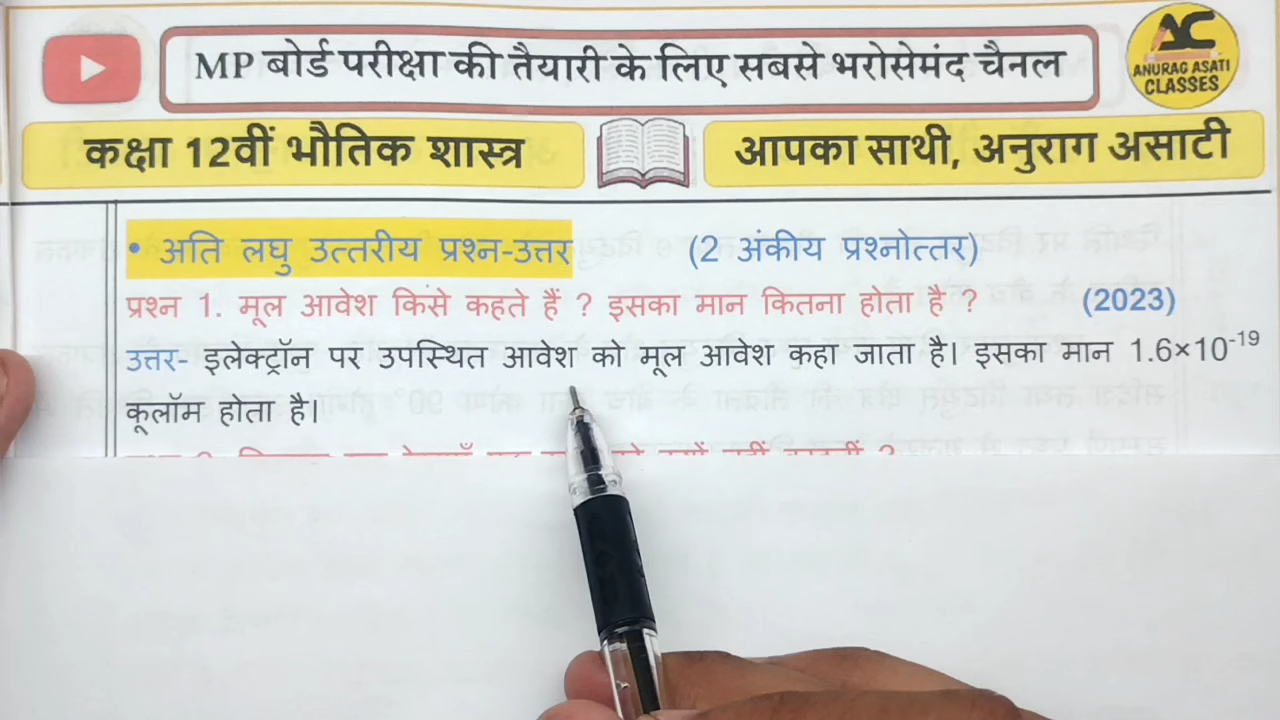 MP बोर्ड परीक्षा की तैयारी के लिए सबसे भरोसेमंद चैनल
ANURAG ASATI
CLASSES
कक्षा 12वीं भौतिक शास्त्र
आपका साथी, अनुराग असाटी
• अति लघु उत्तरीय प्रश्न-उत्तर (2 अंकीय प्रश्नोत्तर)
प्रश्न 1. मूल आवेश किसे कहते हैं ? इसका मान कितना होता है ? (2023)
उत्तर- इलेक्ट्रॉन पर उपस्थित आवेश को मूल आवेश कहा जाता है। इसका मान 1.6×10⁻¹⁹
कूलॉम होता है।